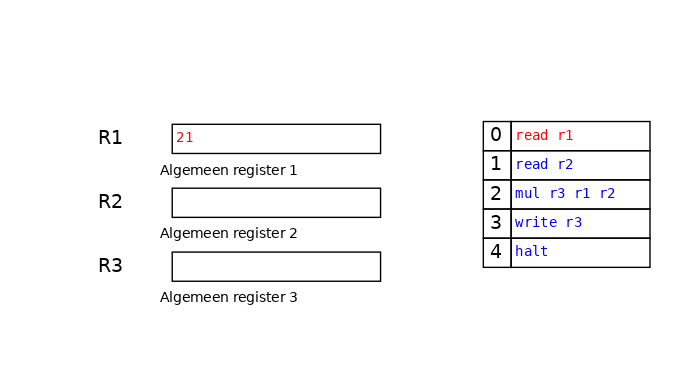 R1 21
Algemeen register 1
R2
Algemeen register 2
R3
Algemeen register 3
0 read r1
1 read r2
2 mul r3 r1 r2
3 write r3
4 halt